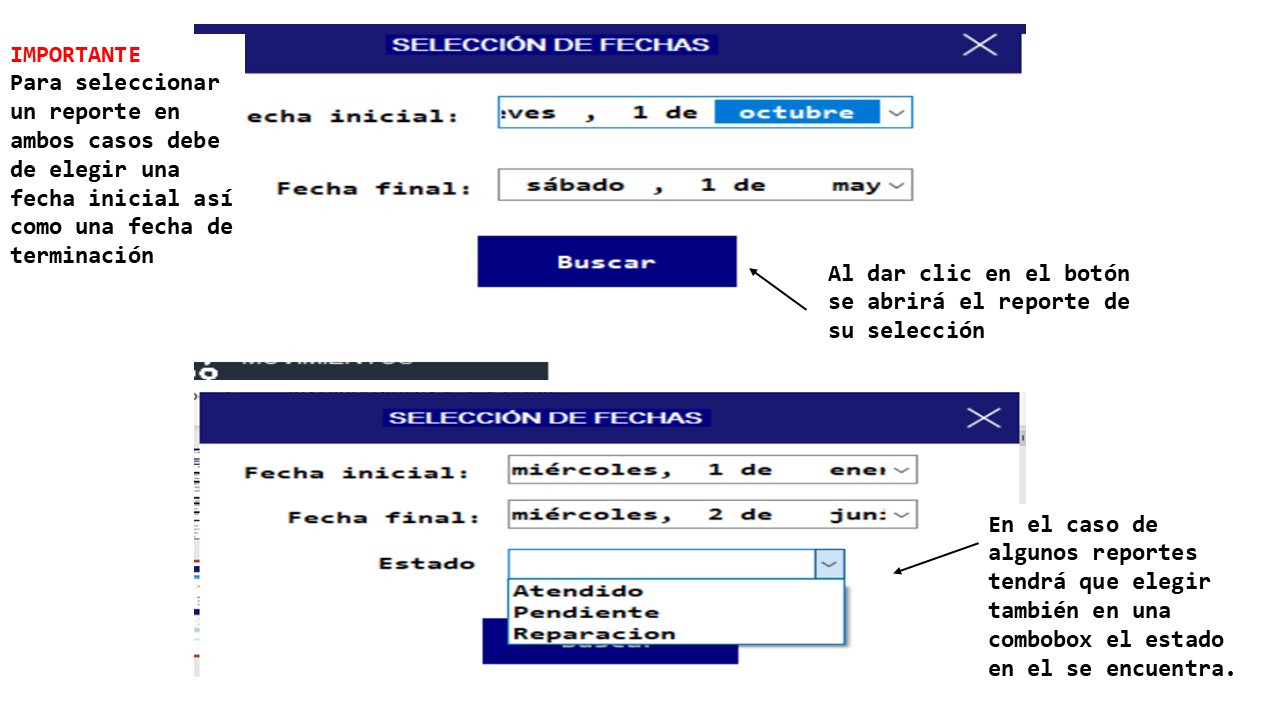 SELECCIÓN DE FECHAS
IMPORTANTE
Para seleccionar
un reporte en
ambos casos debe
de elegir una
fecha inicial así
como una fecha de
terminación
echa inicial:
eves , 1 de octubre
Fecha final:
sábado , 1 de may
Buscar
Al dar clic en el botón
se abrirá el reporte de
su selección
MOVIMIENTOS
SELECCIÓN DE FECHAS
Fecha inicial:
miércoles, 1 de ener
Fecha final:
miércoles, 2 de juni
Estado
Atendido
Pendiente
Reparacion
Buscar
En el caso de
algunos reportes
tendrá que elegir
también en una
combobox el estado
en el se encuentra.